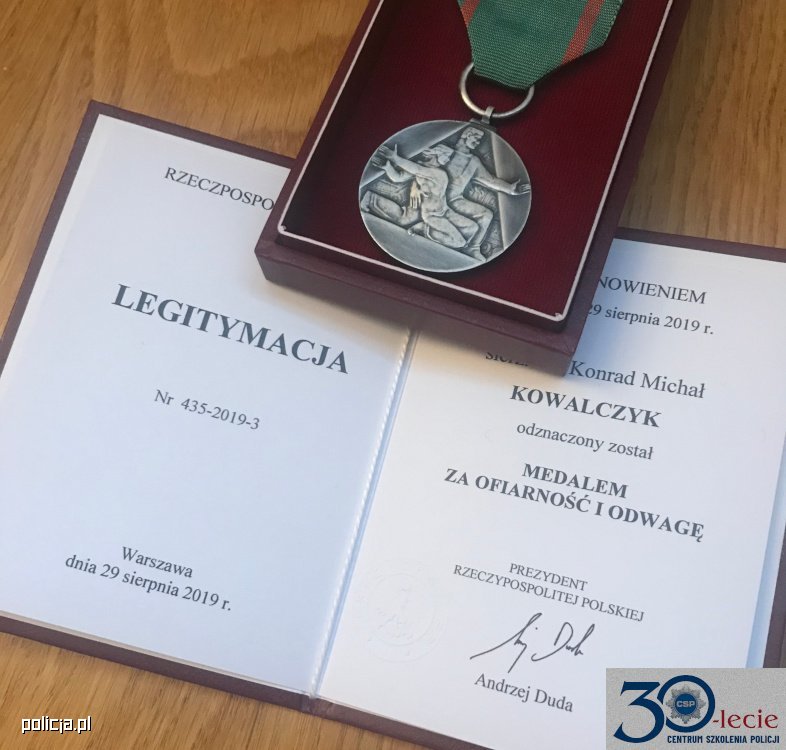 RZECZPOSPO
LEGITYMACJA
Nr 435-2019-3
Warszawa
dnia 29 sierpnia 2019 r.
NOWIENIEM
29 sierpnia 2019 r.
Konrad Michał
KOWALCZYK
odznaczony został
MEDALEM
ZA OFIARNOŚĆ I ODWAGĘ
PREZYDENT
RZECZYPOSPOLITEJ POLSKIEJ
Andrzej Duda
policja.pl
30-lecie
CSP
CENTRUM SZKOLENIA POLICJI